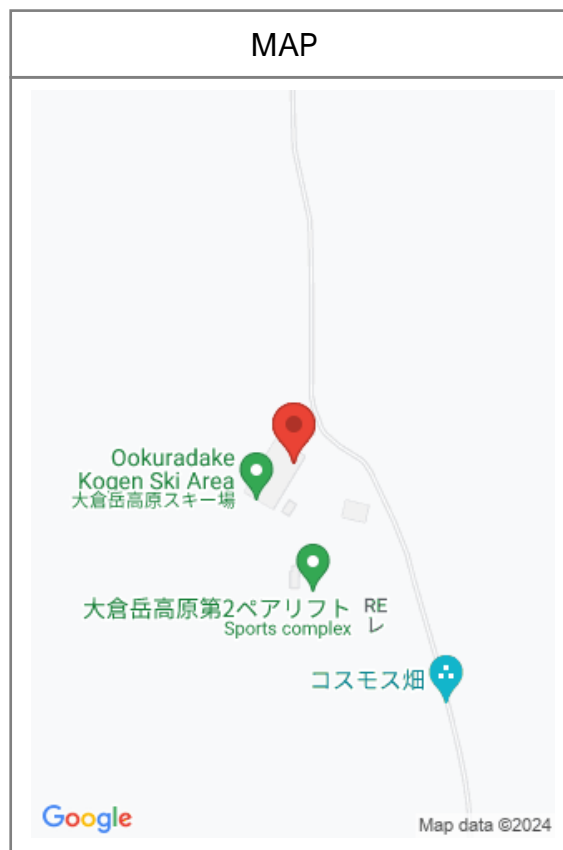 MAP
Ookuradake
Kogen Ski Area
大倉岳高原スキー場
大倉岳高原第2ペアリフト
Sports complex
RE
レ
コスモス畑
Google
Map data ©2024